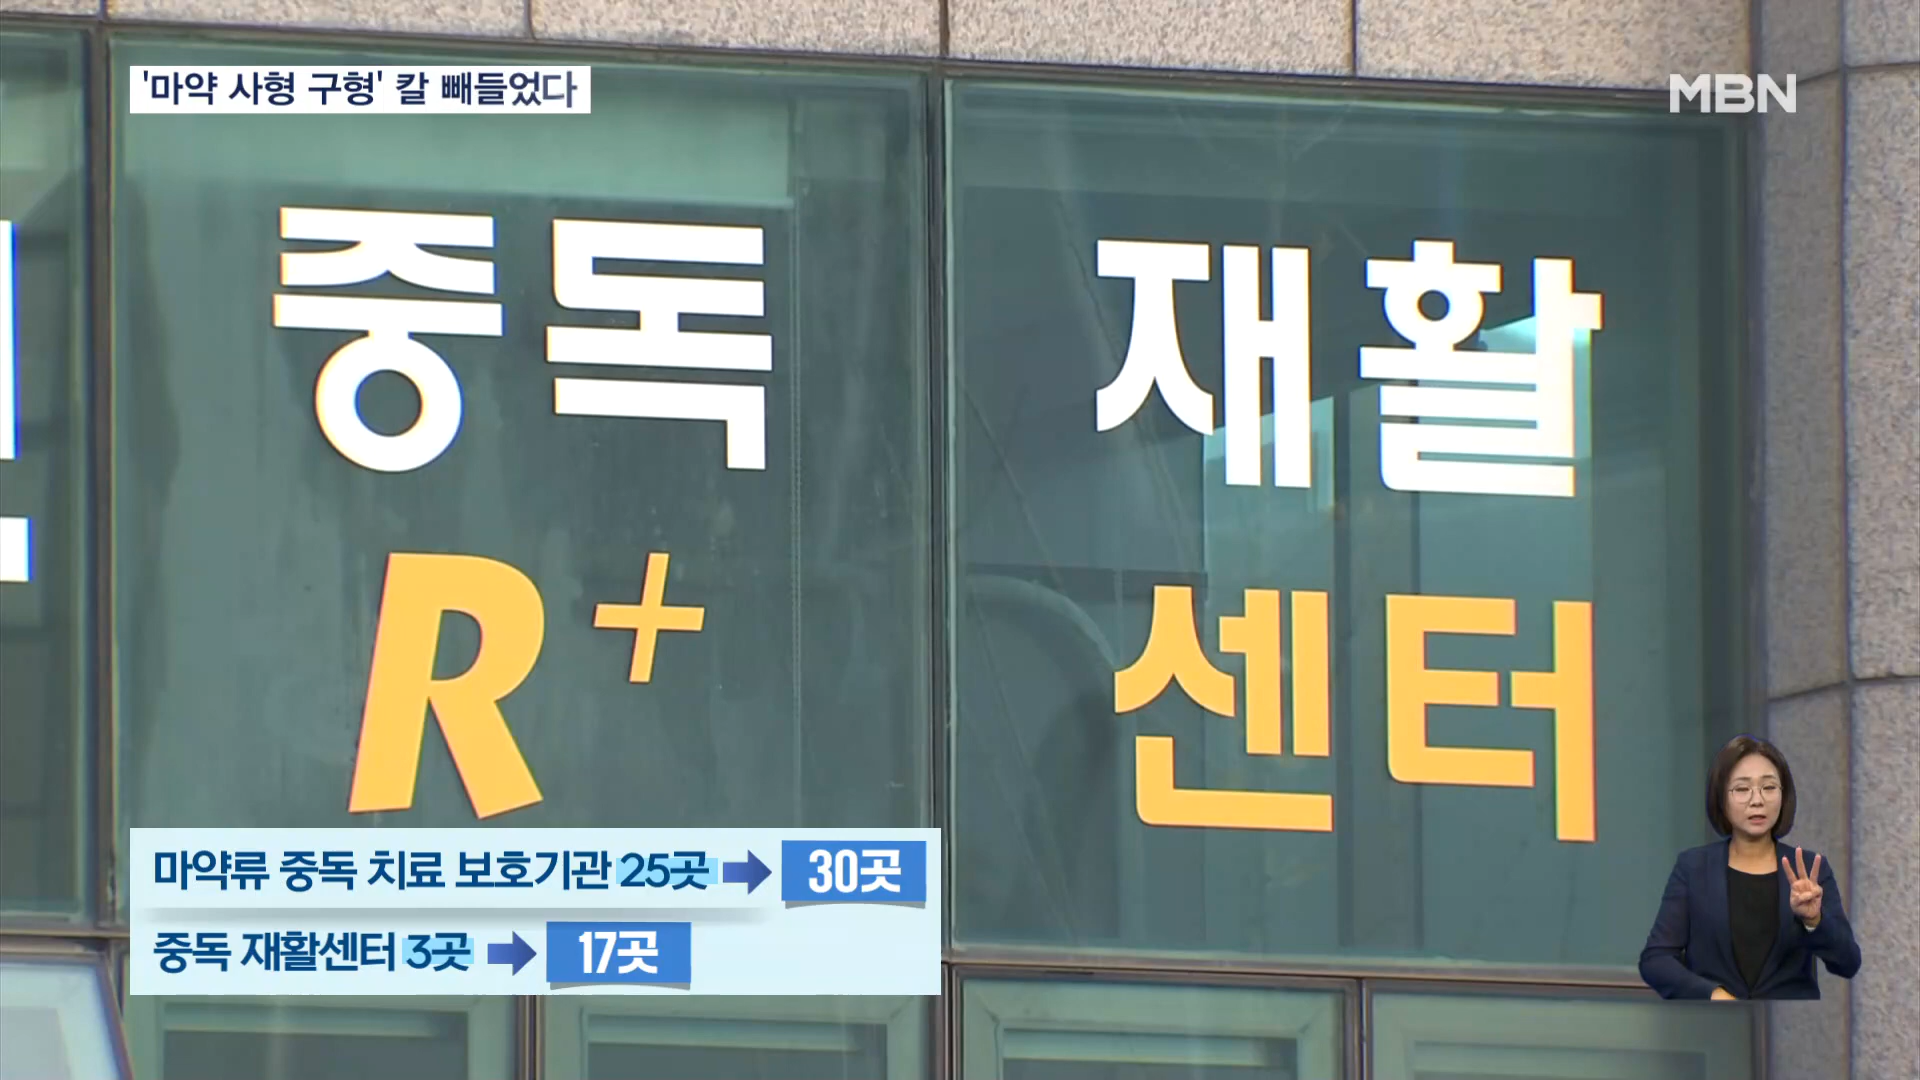 '마약 사형 구형' 칼 빼들었다
MBN
중독 재활
R+ 센터
마약류 중독 치료 보호기관 25곳 30곳
중독 재활센터 3곳 17곳